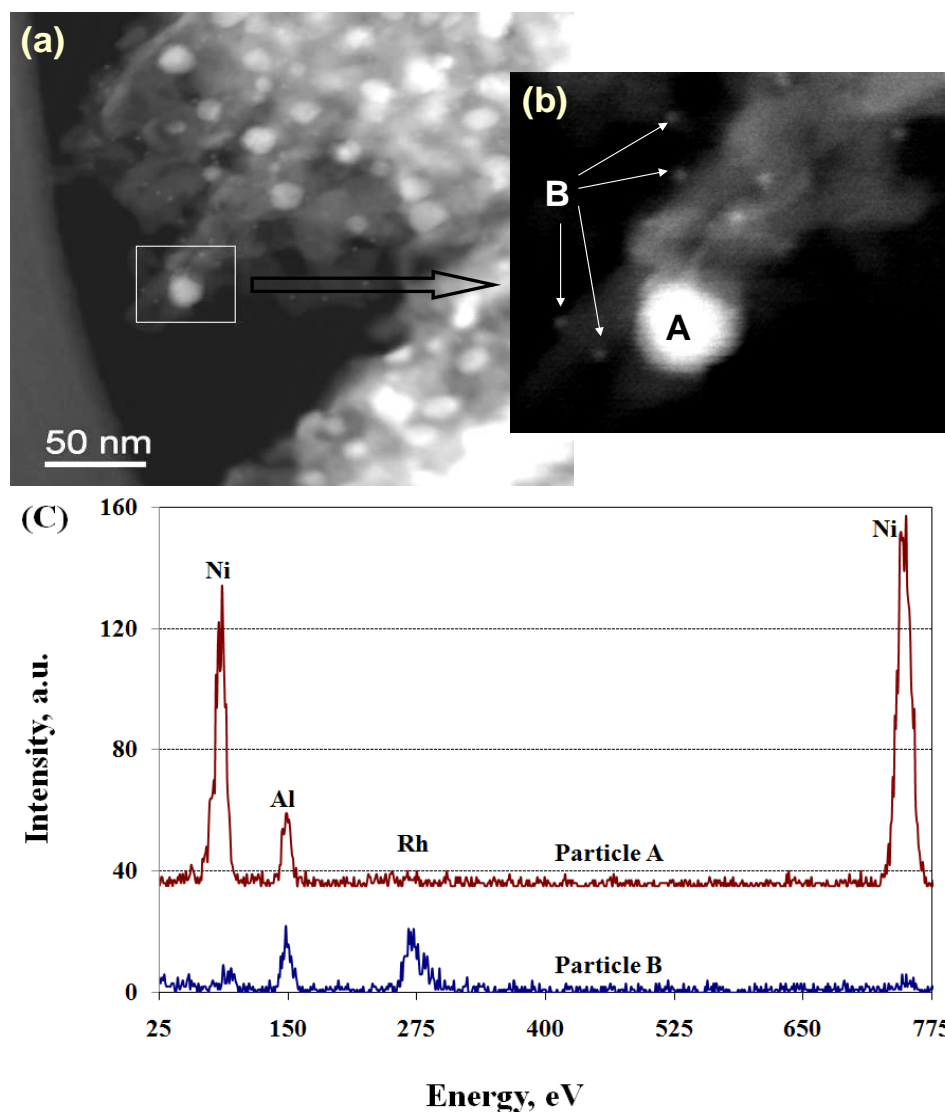 (a)
(b)
B
A
50 nm
(C)
160
Ni
Ni
120
80
Al
Rh
Particle A
40
Particle B
0
25 150 275 400 525 650 775
Intensity, a.u.
Energy, eV